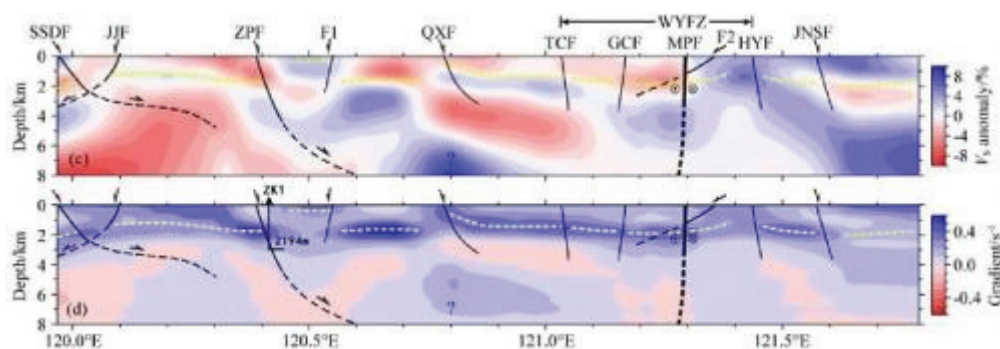 WYFZ
SSDF JJF ZPF F1 QXF TCF GCF MPF F2 HYF JNSF
0
2
4
6
8
Depth/km
(c)
?
8
4
0
-4
-8
Vs anomaly/%
ZK1
2194m
0
2
4
6
8
Depth/km
(d)
?
0.4
0.0
-0.4
Gradient/s⁻¹
120.0°E 120.5°E 121.0°E 121.5°E